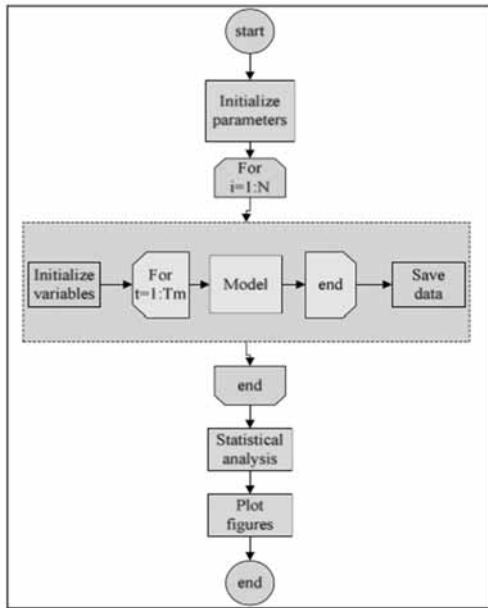 start
Initialize
parameters
For
i=1:N
Initialize
variables
For
t=1:Tm
Model
end
Save
data
end
Statistical
analysis
Plot
figures
end